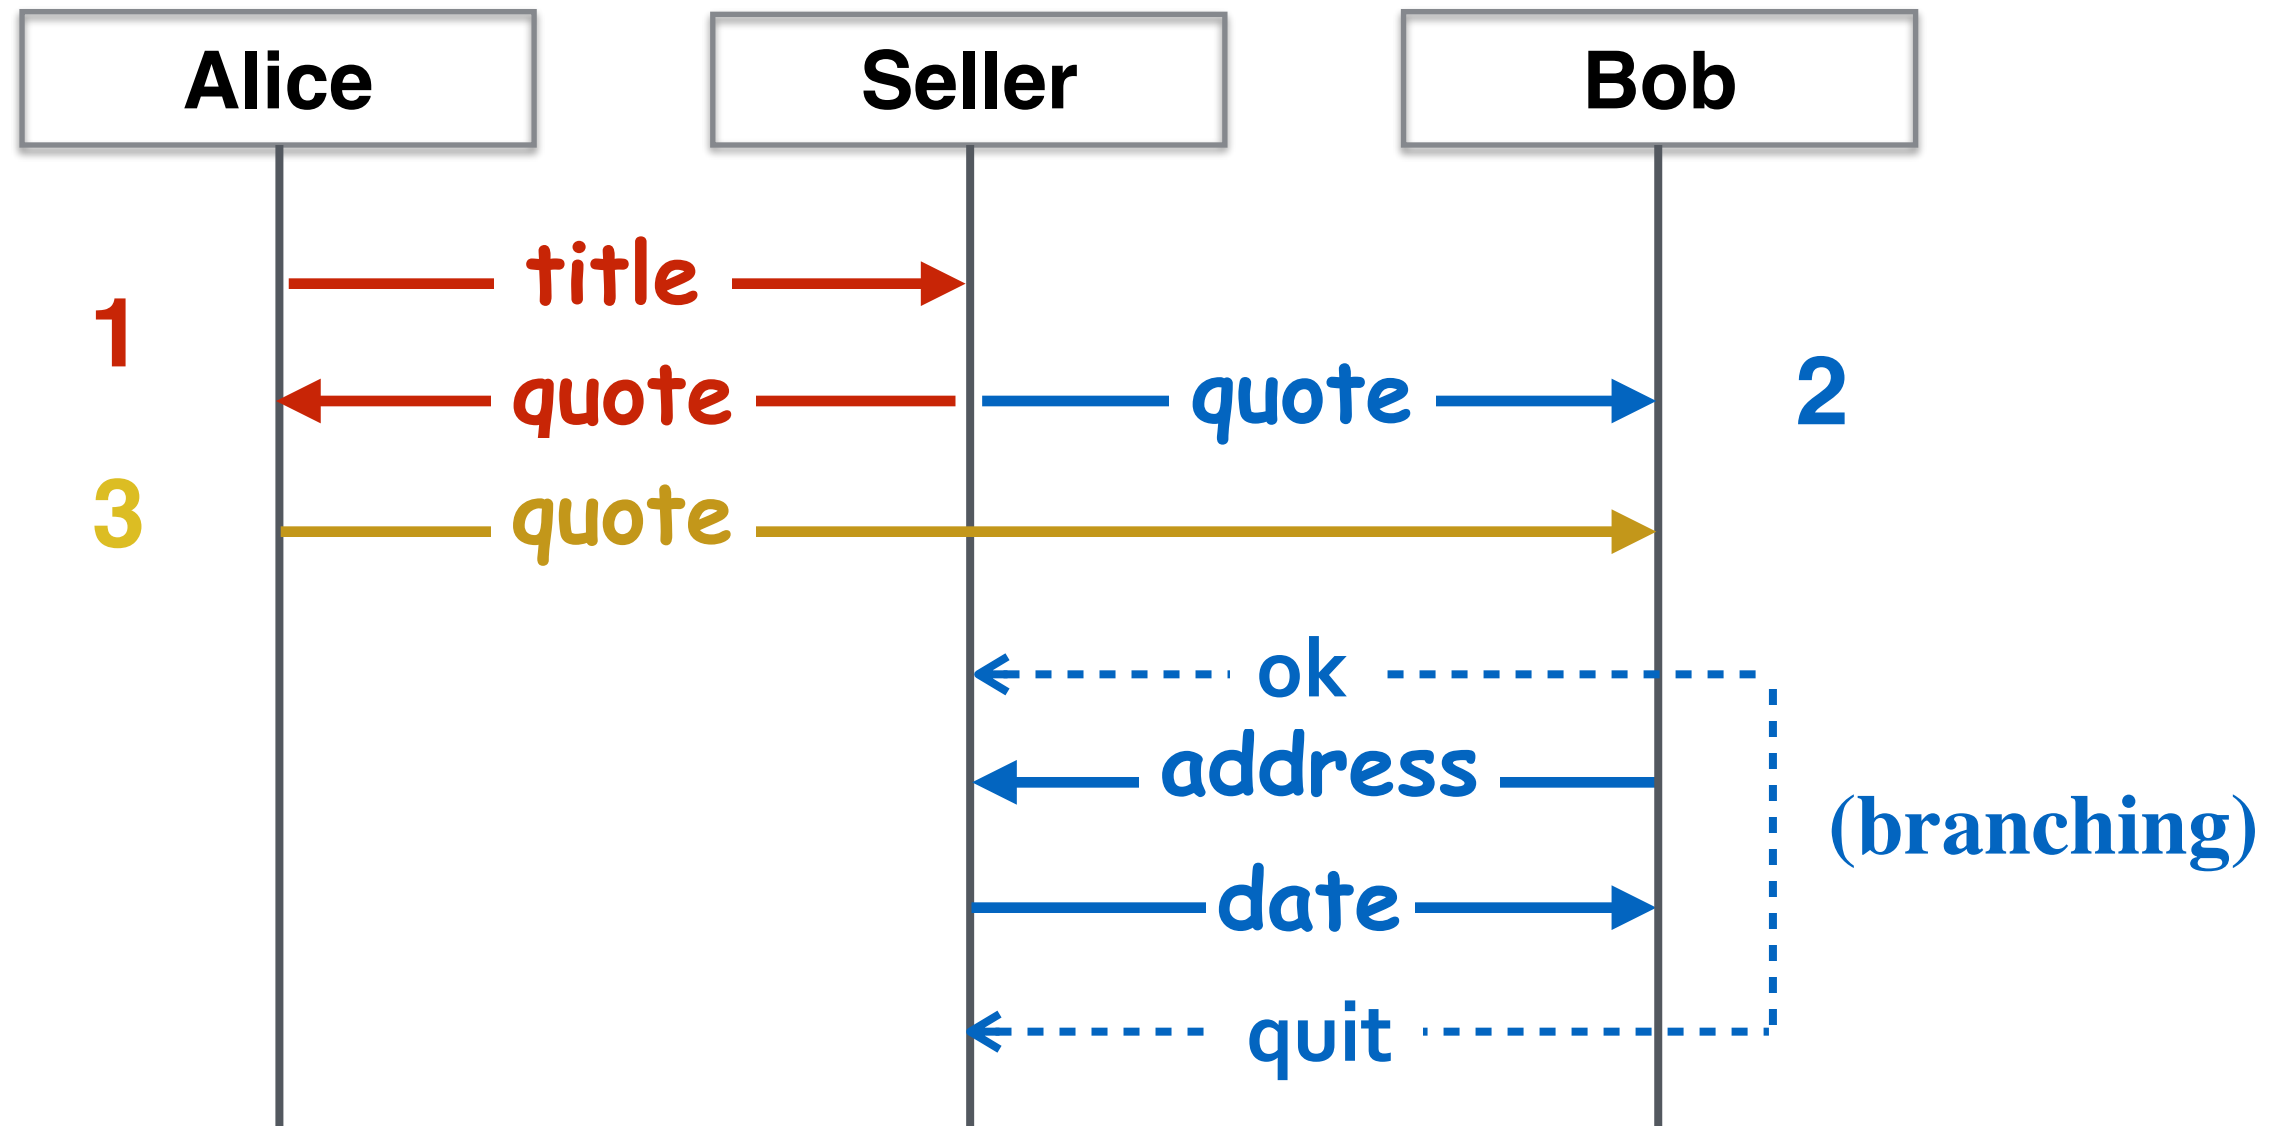 Alice Seller Bob
title
1
quote quote 2
3 quote
ok
address
(branching)
date
quit